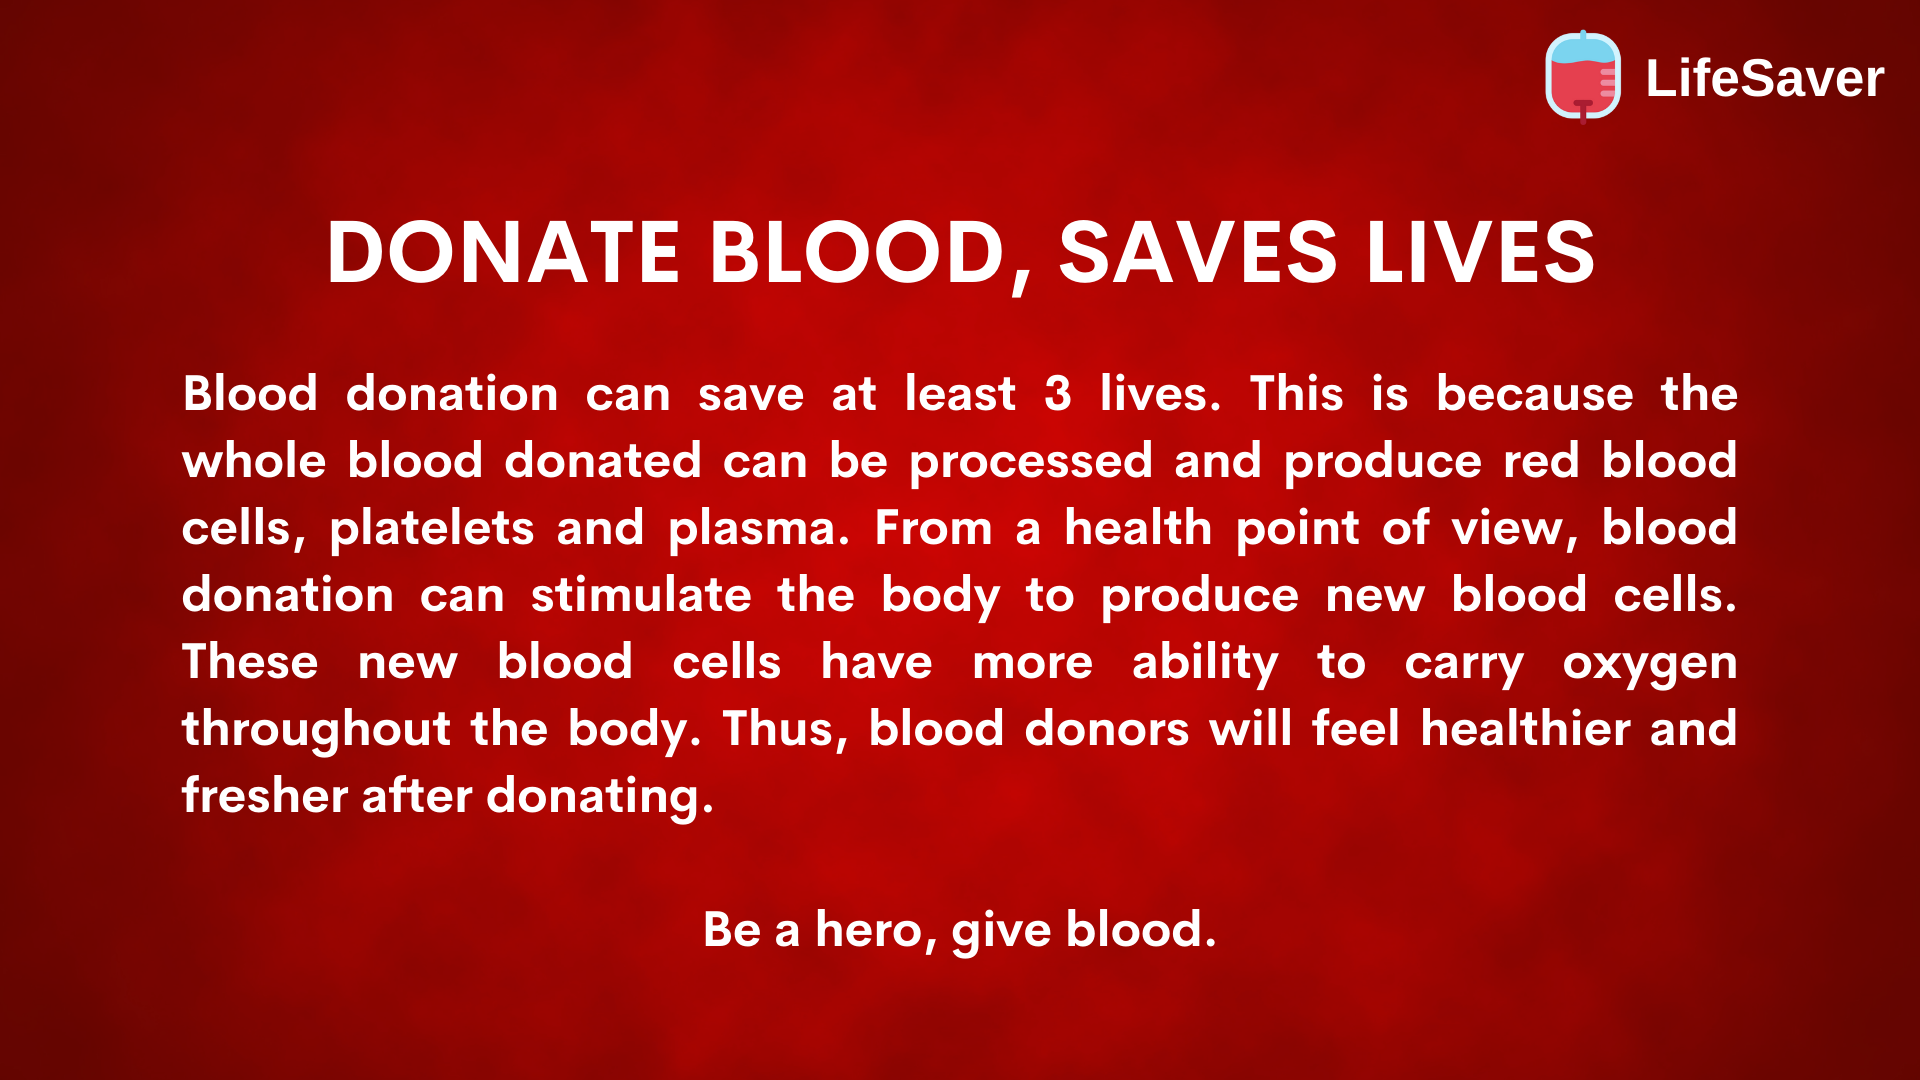 LifeSaver
DONATE BLOOD, SAVES LIVES
Blood donation can save at least 3 lives. This is because the
whole blood donated can be processed and produce red blood
cells, platelets and plasma. From a health point of view, blood
donation can stimulate the body to produce new blood cells.
These new blood cells have more ability to carry oxygen
throughout the body. Thus, blood donors will feel healthier and
fresher after donating.
Be a hero, give blood.